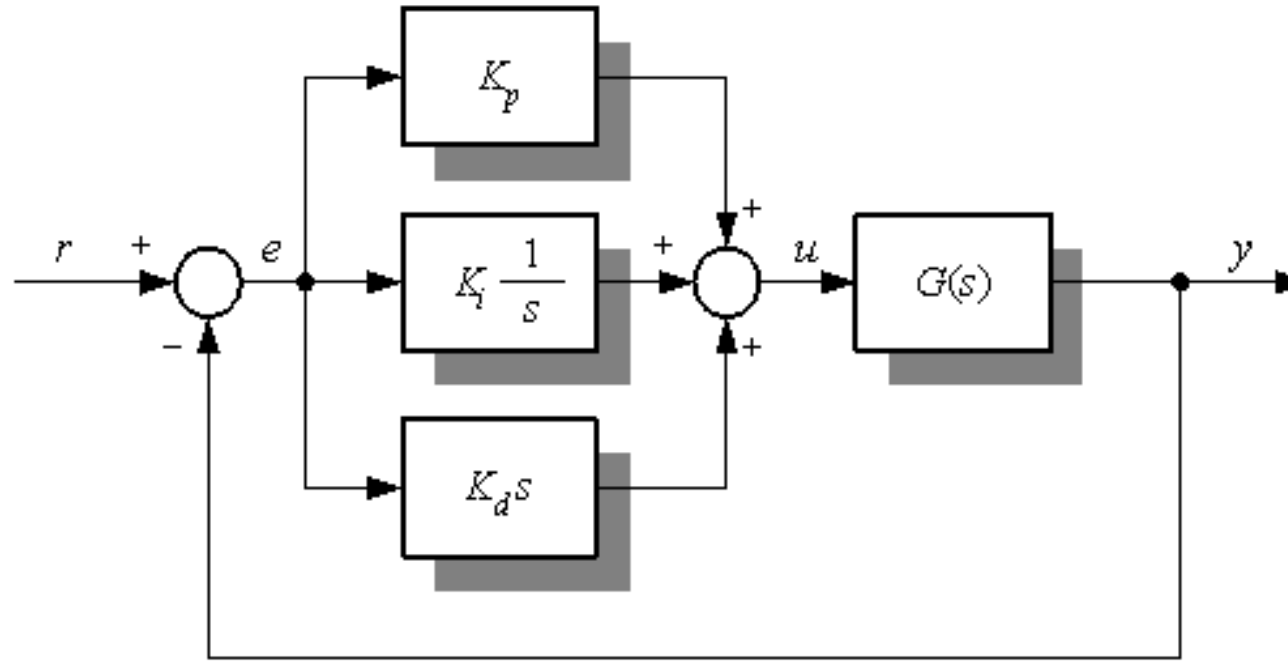 K_p
+
r
+
e
K_i 1/s
+
u
G(s)
y
−
+
K_d s